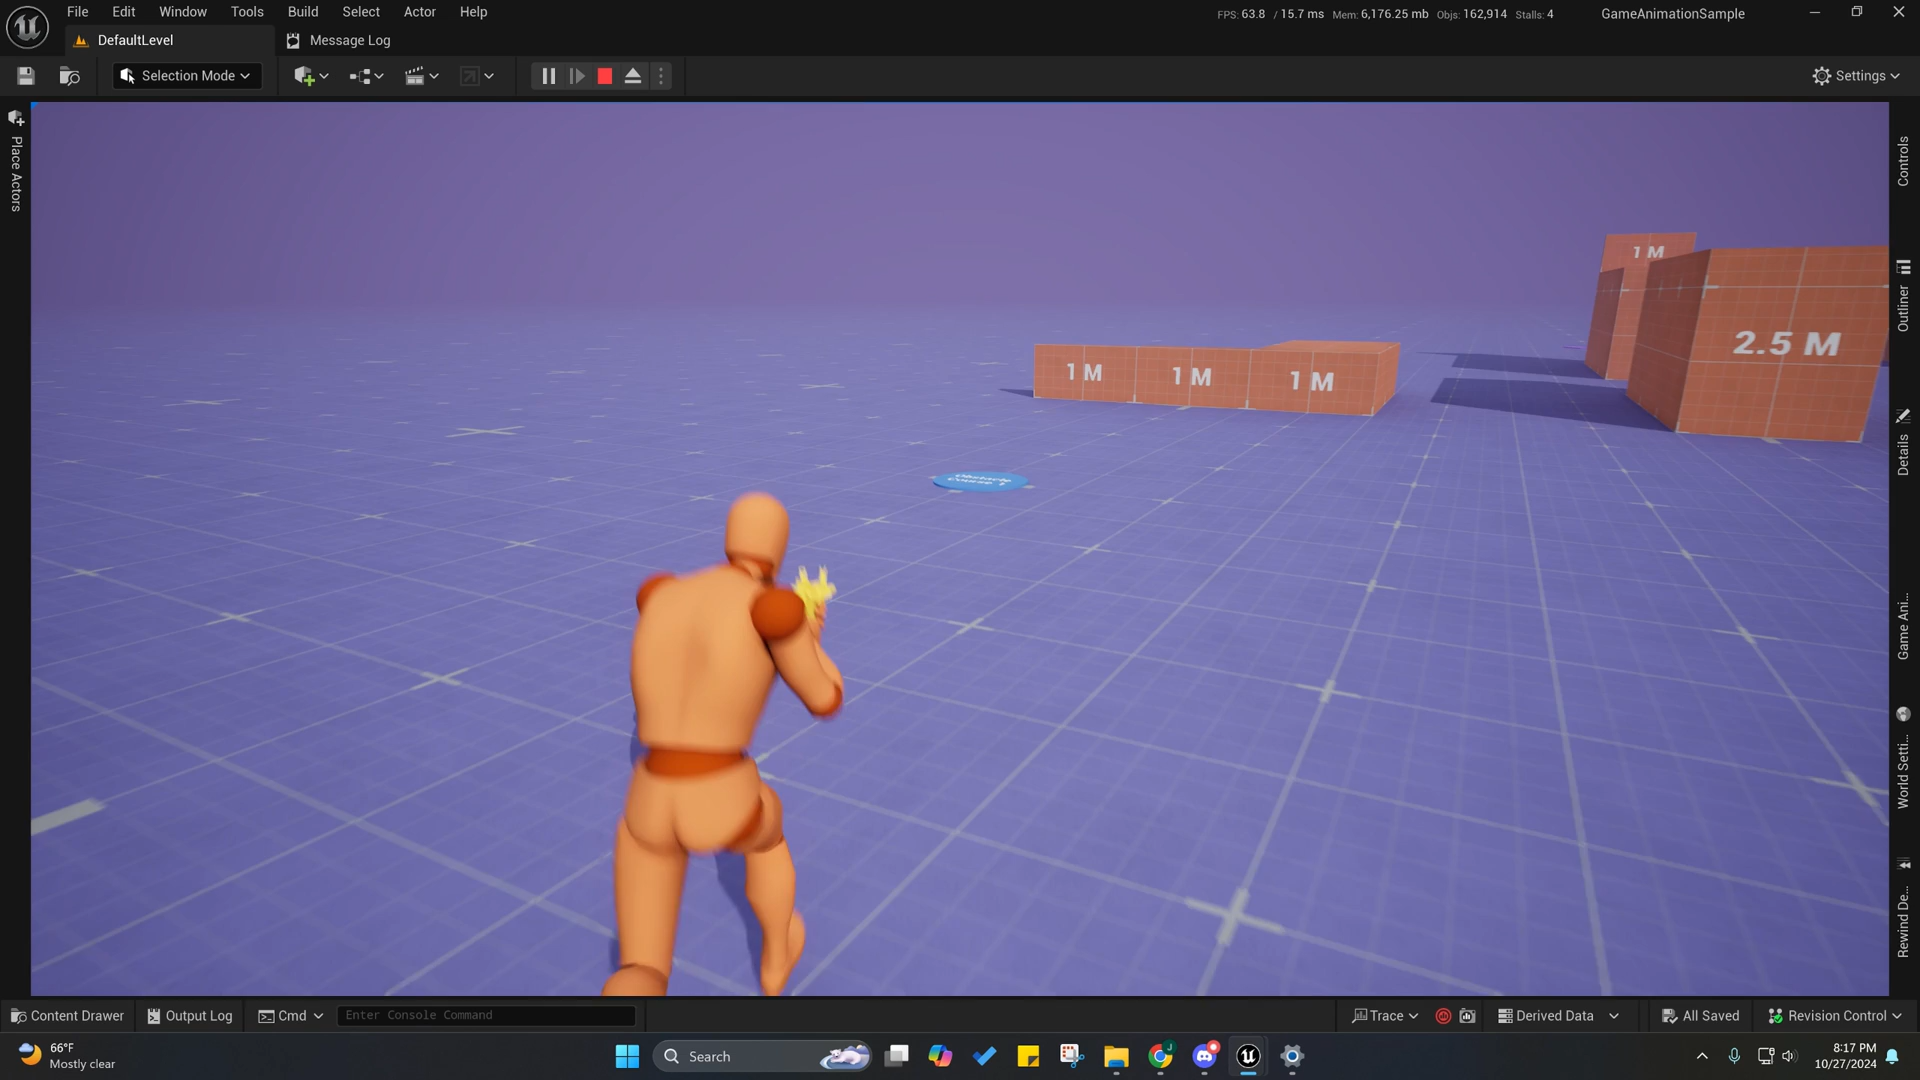 File Edit Window Tools Build Select Actor Help
FPS: 63.8 / 15.7 ms Mem: 6,176.25 mb Objs: 162,914 Stalls: 4
GameAnimationSample
DefaultLevel
Message Log
Selection Mode
Settings
Place Actors
Controls
Outliner
Details
Game Ani...
World Setti...
Rewind De...
1 M
2.5 M
1 M
1 M
1 M
Obstacle
Course 1
Content Drawer
Output Log
Cmd
Enter Console Command
Trace
Derived Data
All Saved
Revision Control
66°F
Mostly clear
Search
8:17 PM
10/27/2024